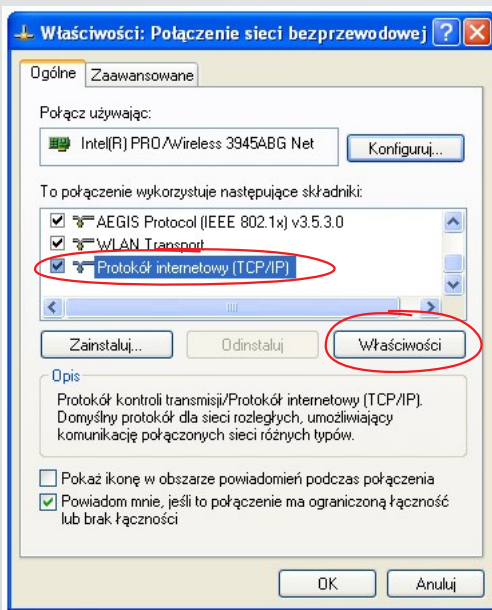 Właściwości: Połączenie sieci bezprzewodowej
Ogólne Zaawansowane
Połącz używając:
Intel(R) PRO/Wireless 3945ABG Net Konfiguruj...
To połączenie wykorzystuje następujące składniki:
AEGIS Protocol (IEEE 802.1x) v3.5.3.0
WLAN Transport
Protokół internetowy (TCP/IP)
Zainstaluj... Odinstaluj Właściwości
Opis
Protokół kontroli transmisji/Protokół internetowy (TCP/IP).
Domyślny protokół dla sieci rozległych, umożliwiający
komunikację połączonych sieci różnych typów.
Pokaż ikonę w obszarze powiadomień podczas połączenia
Powiadom mnie, jeśli to połączenie ma ograniczoną łączność
lub brak łączności
OK Anuluj